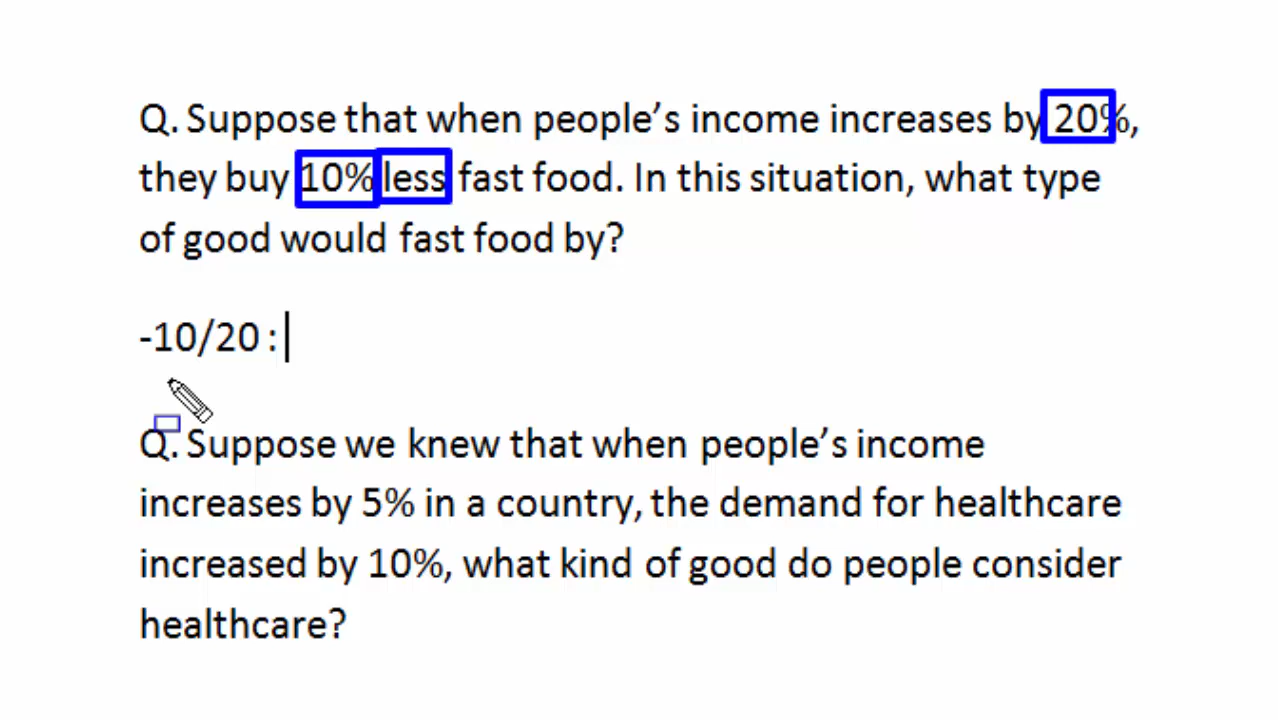 Q. Suppose that when people’s income increases by 20%,
they buy 10% less fast food. In this situation, what type
of good would fast food by?
-10/20 :
Q. Suppose we knew that when people’s income
increases by 5% in a country, the demand for healthcare
increased by 10%, what kind of good do people consider
healthcare?